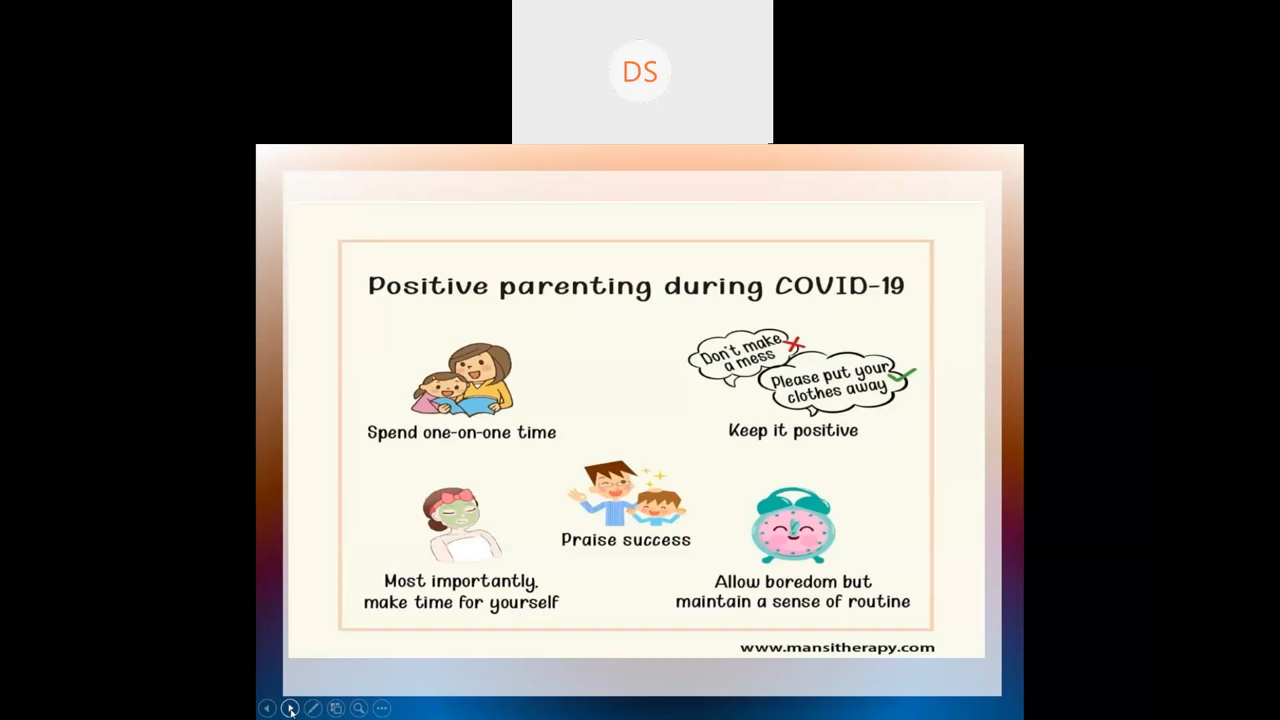 DS
Positive parenting during COVID-19
Don't make
a mess
Please put your
clothes away
Spend one-on-one time
Keep it positive
Praise success
Most importantly,
make time for yourself
Allow boredom but
maintain a sense of routine
www.mansitherapy.com